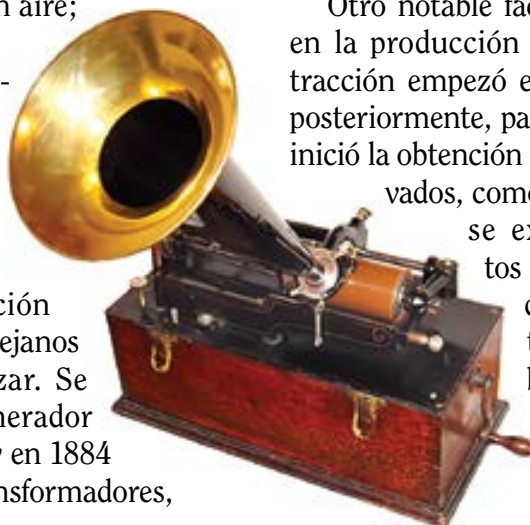 n aire;
-
ción
ejanos
zar. Se
nerador
y en 1884
nsformadores,
Otro notable fac
en la producción
tracción empezó e
posteriormente, pa
inició la obtención
vados, como
se ex
tos